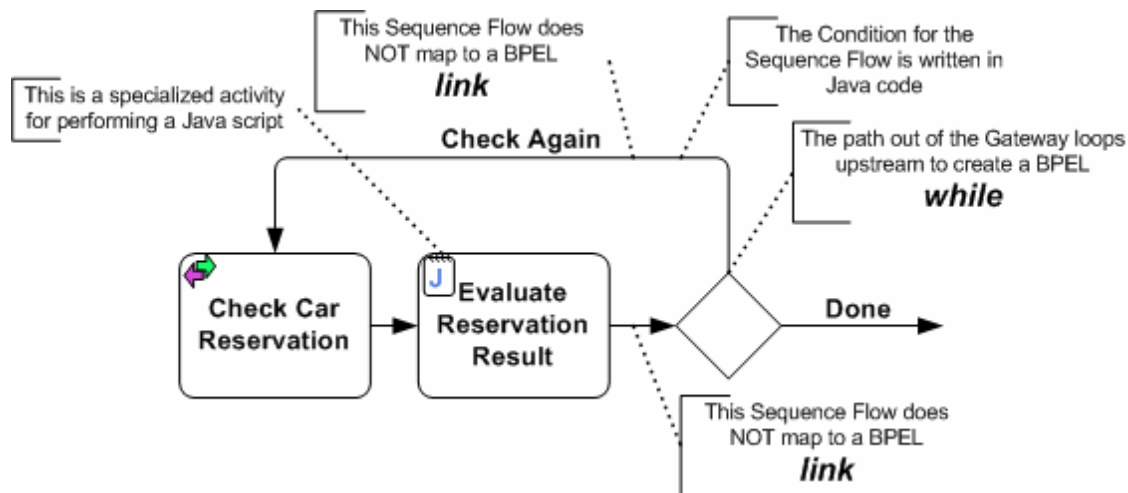 This Sequence Flow does
NOT map to a BPEL
link
The Condition for the
Sequence Flow is written in
Java code
This is a specialized activity
for performing a Java script
Check Again
The path out of the Gateway loops
upstream to create a BPEL
while
Check Car
Reservation
J
Evaluate
Reservation
Result
Done
This Sequence Flow does
NOT map to a BPEL
link